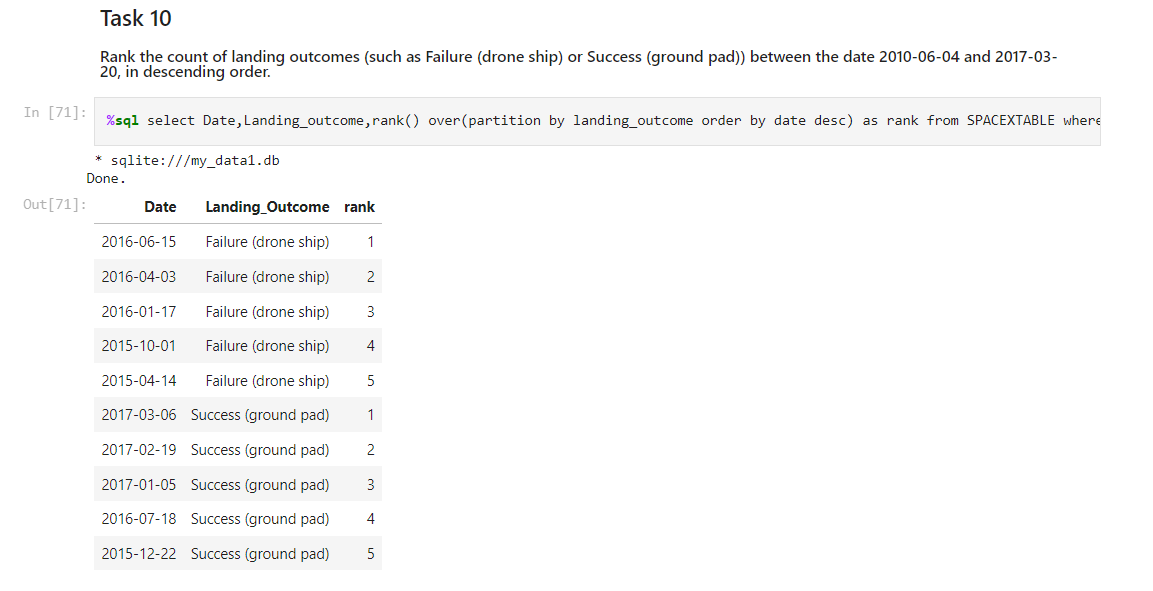 Task 10
Rank the count of landing outcomes (such as Failure (drone ship) or Success (ground pad)) between the date 2010-06-04 and 2017-03-
20, in descending order.
In [71]: %sql select Date,Landing_outcome,rank() over(partition by landing_outcome order by date desc) as rank from SPACEXTABLE where
* sqlite:///my_data1.db
Done.
Out[71]: Date Landing_Outcome rank
2016-06-15 Failure (drone ship) 1
2016-04-03 Failure (drone ship) 2
2016-01-17 Failure (drone ship) 3
2015-10-01 Failure (drone ship) 4
2015-04-14 Failure (drone ship) 5
2017-03-06 Success (ground pad) 1
2017-02-19 Success (ground pad) 2
2017-01-05 Success (ground pad) 3
2016-07-18 Success (ground pad) 4
2015-12-22 Success (ground pad) 5